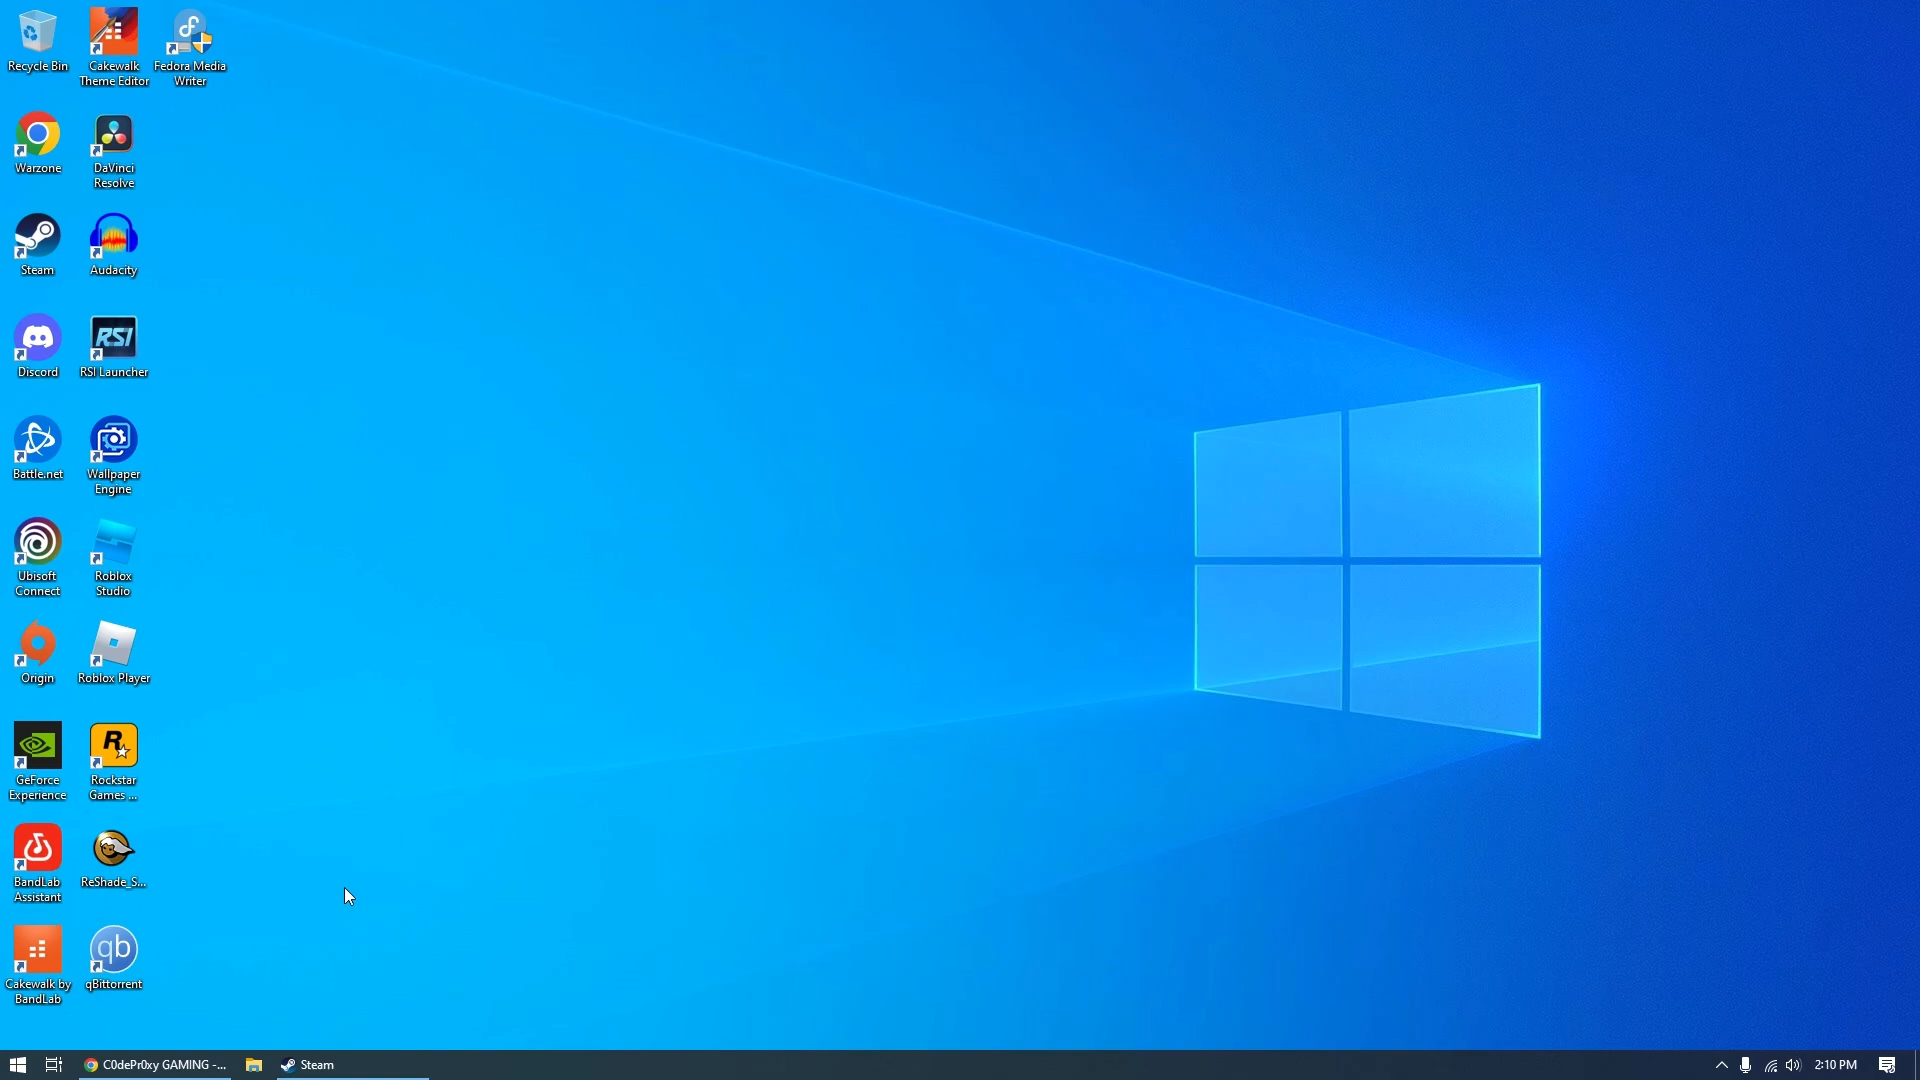 Recycle Bin
Cakewalk
Theme Editor
Fedora Media
Writer
Warzone
DaVinci
Resolve
Steam
Audacity
Discord
RSI
RSI Launcher
Battle.net
Wallpaper
Engine
Ubisoft
Connect
Roblox
Studio
Origin
Roblox Player
GeForce
Experience
R
Rockstar
Games ...
BandLab
Assistant
ReShade_S...
Cakewalk by
BandLab
qb
qBittorrent
C0dePr0xy GAMING -...
Steam
2:10 PM